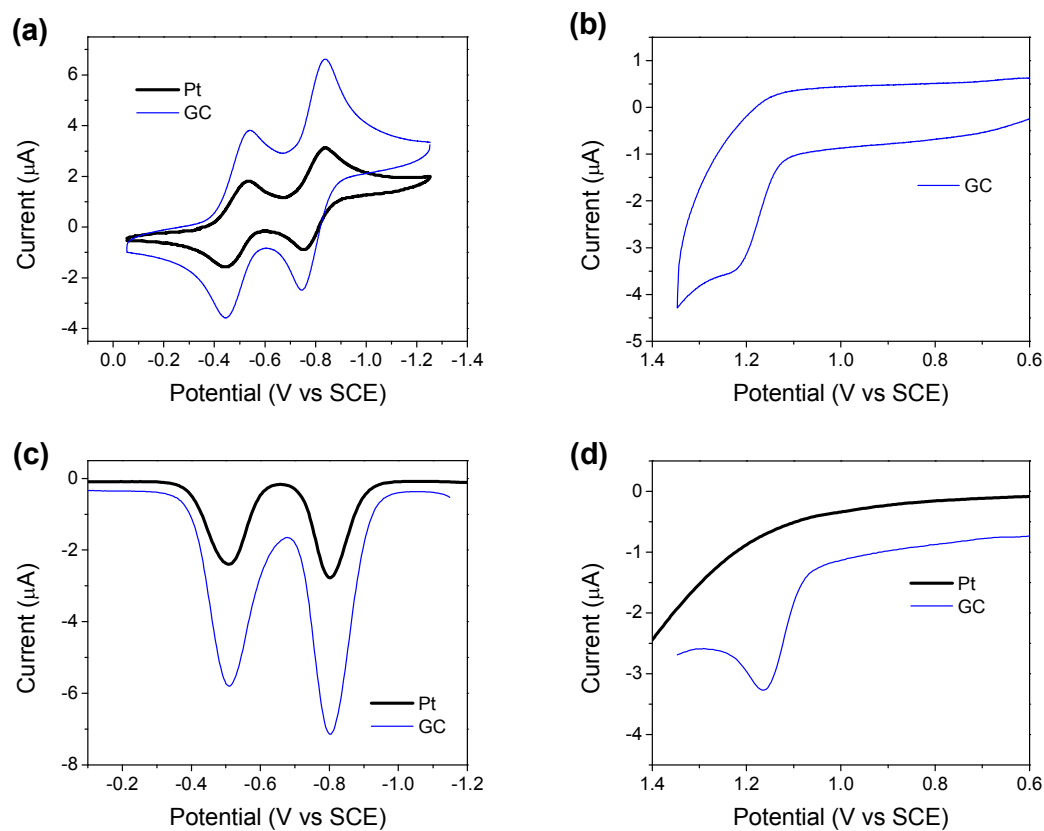 (a)
Pt
GC
6
4
2
0
-2
-4
0.0 -0.2 -0.4 -0.6 -0.8 -1.0 -1.2 -1.4
Current (μA)
Potential (V vs SCE)
(b)
GC
1
0
-1
-2
-3
-4
-5
1.4 1.2 1.0 0.8 0.6
Current (μA)
Potential (V vs SCE)
(c)
Pt
GC
0
-2
-4
-6
-8
-0.2 -0.4 -0.6 -0.8 -1.0 -1.2
Current (μA)
Potential (V vs SCE)
(d)
Pt
GC
0
-1
-2
-3
-4
1.4 1.2 1.0 0.8 0.6
Current (μA)
Potential (V vs SCE)